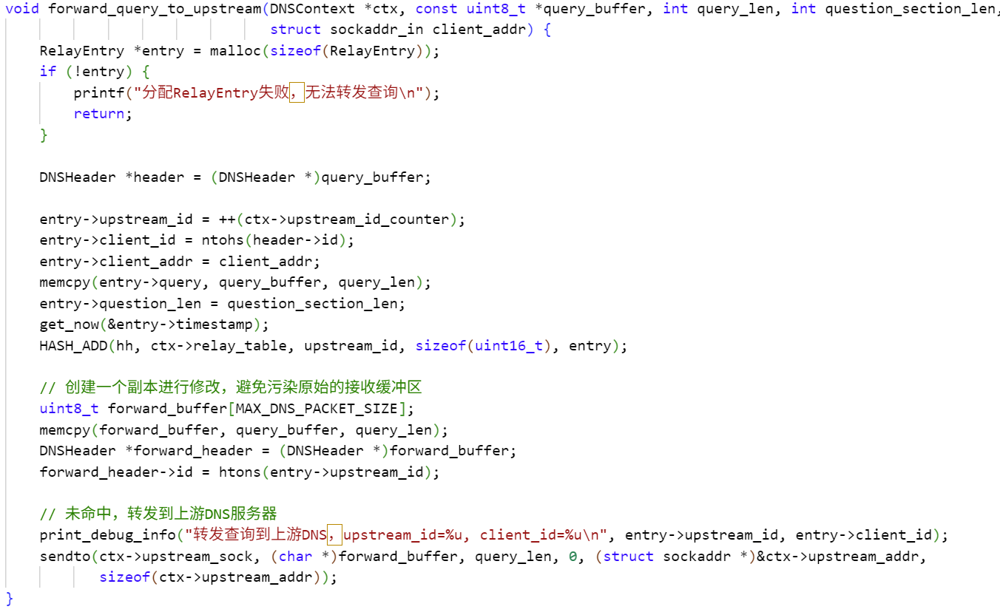 void forward_query_to_upstream(DNSContext *ctx, const uint8_t *query_buffer, int query_len, int question_section_len,
                               struct sockaddr_in client_addr) {
    RelayEntry *entry = malloc(sizeof(RelayEntry));
    if (!entry) {
        printf("分配RelayEntry失败，无法转发查询\n");
        return;
    }

    DNSHeader *header = (DNSHeader *)query_buffer;

    entry->upstream_id = ++(ctx->upstream_id_counter);
    entry->client_id = ntohs(header->id);
    entry->client_addr = client_addr;
    memcpy(entry->query, query_buffer, query_len);
    entry->question_len = question_section_len;
    get_now(&entry->timestamp);
    HASH_ADD(hh, ctx->relay_table, upstream_id, sizeof(uint16_t), entry);

    // 创建一个副本进行修改，避免污染原始的接收缓冲区
    uint8_t forward_buffer[MAX_DNS_PACKET_SIZE];
    memcpy(forward_buffer, query_buffer, query_len);
    DNSHeader *forward_header = (DNSHeader *)forward_buffer;
    forward_header->id = htons(entry->upstream_id);

    // 未命中，转发到上游DNS服务器
    print_debug_info("转发查询到上游DNS，upstream_id=%u, client_id=%u\n", entry->upstream_id, entry->client_id);
    sendto(ctx->upstream_sock, (char *)forward_buffer, query_len, 0, (struct sockaddr *)&ctx->upstream_addr,
           sizeof(ctx->upstream_addr));
}